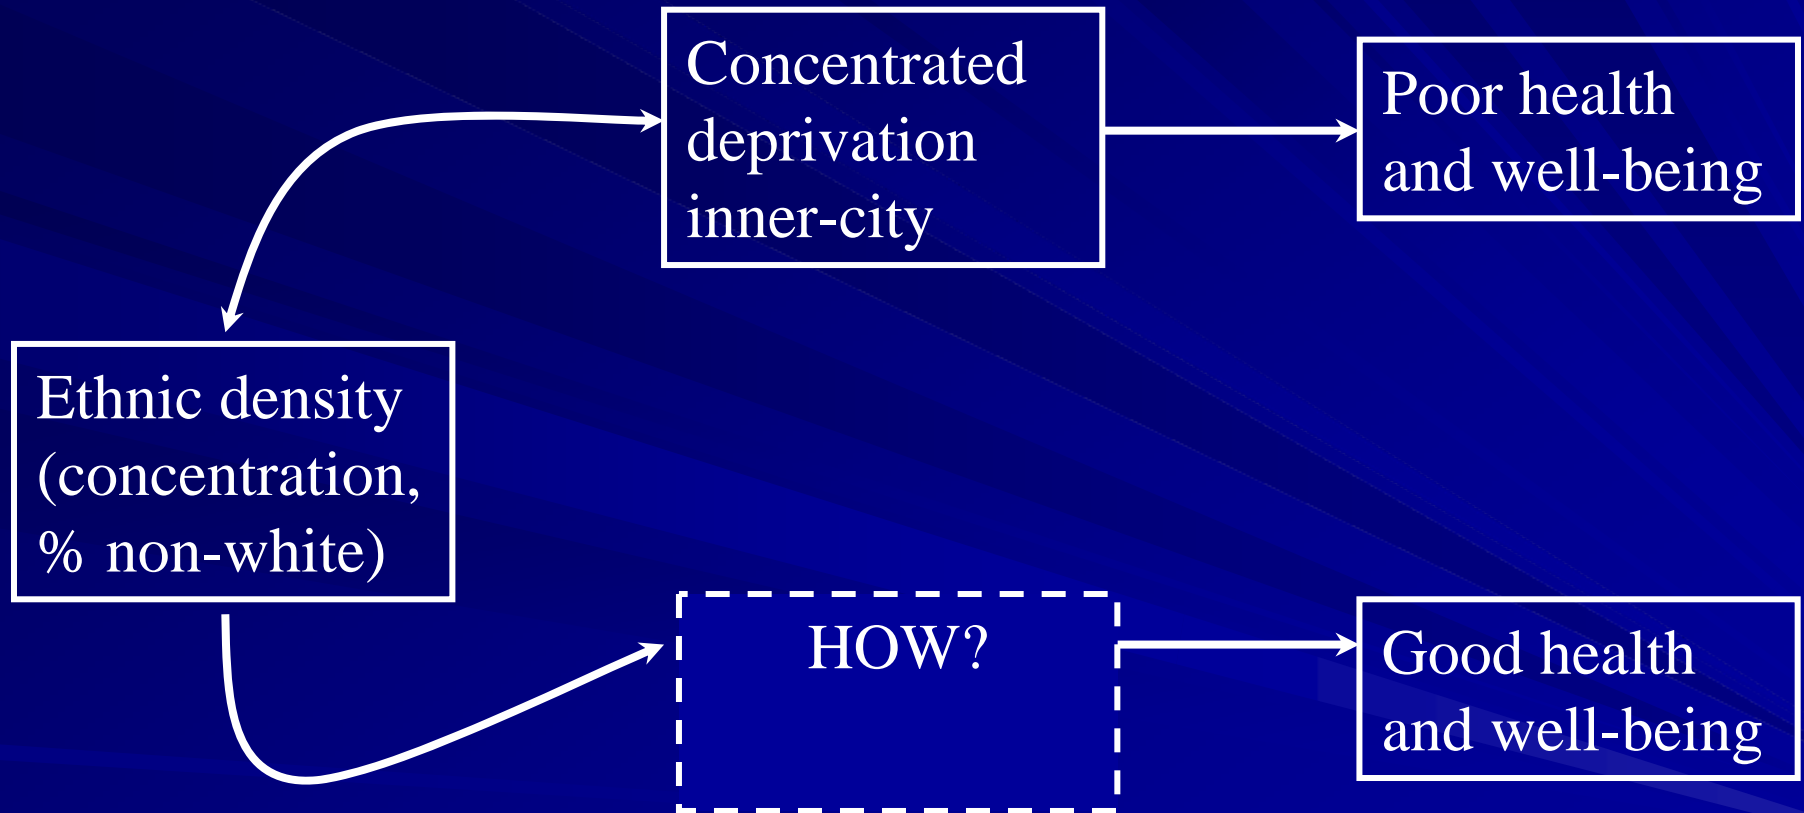 Concentrated
deprivation
inner-city
Poor health
and well-being
Ethnic density
(concentration,
% non-white)
HOW?
Good health
and well-being